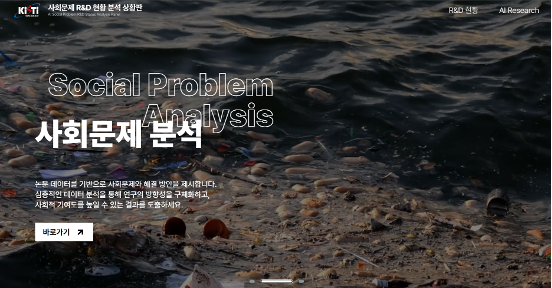 KISTI
사회문제 R&D 현황 분석 상황판
R&D 현황
AI Research
Social Problem
Analysis
사회문제 분석
논문 데이터를 기반으로 사회문제와 해결 방안을 제시합니다.
심층적인 데이터 분석을 통해 연구의 방향성을 구체화하고,
사회적 기여도를 높일 수 있는 결과를 도출하세요.
바로가기